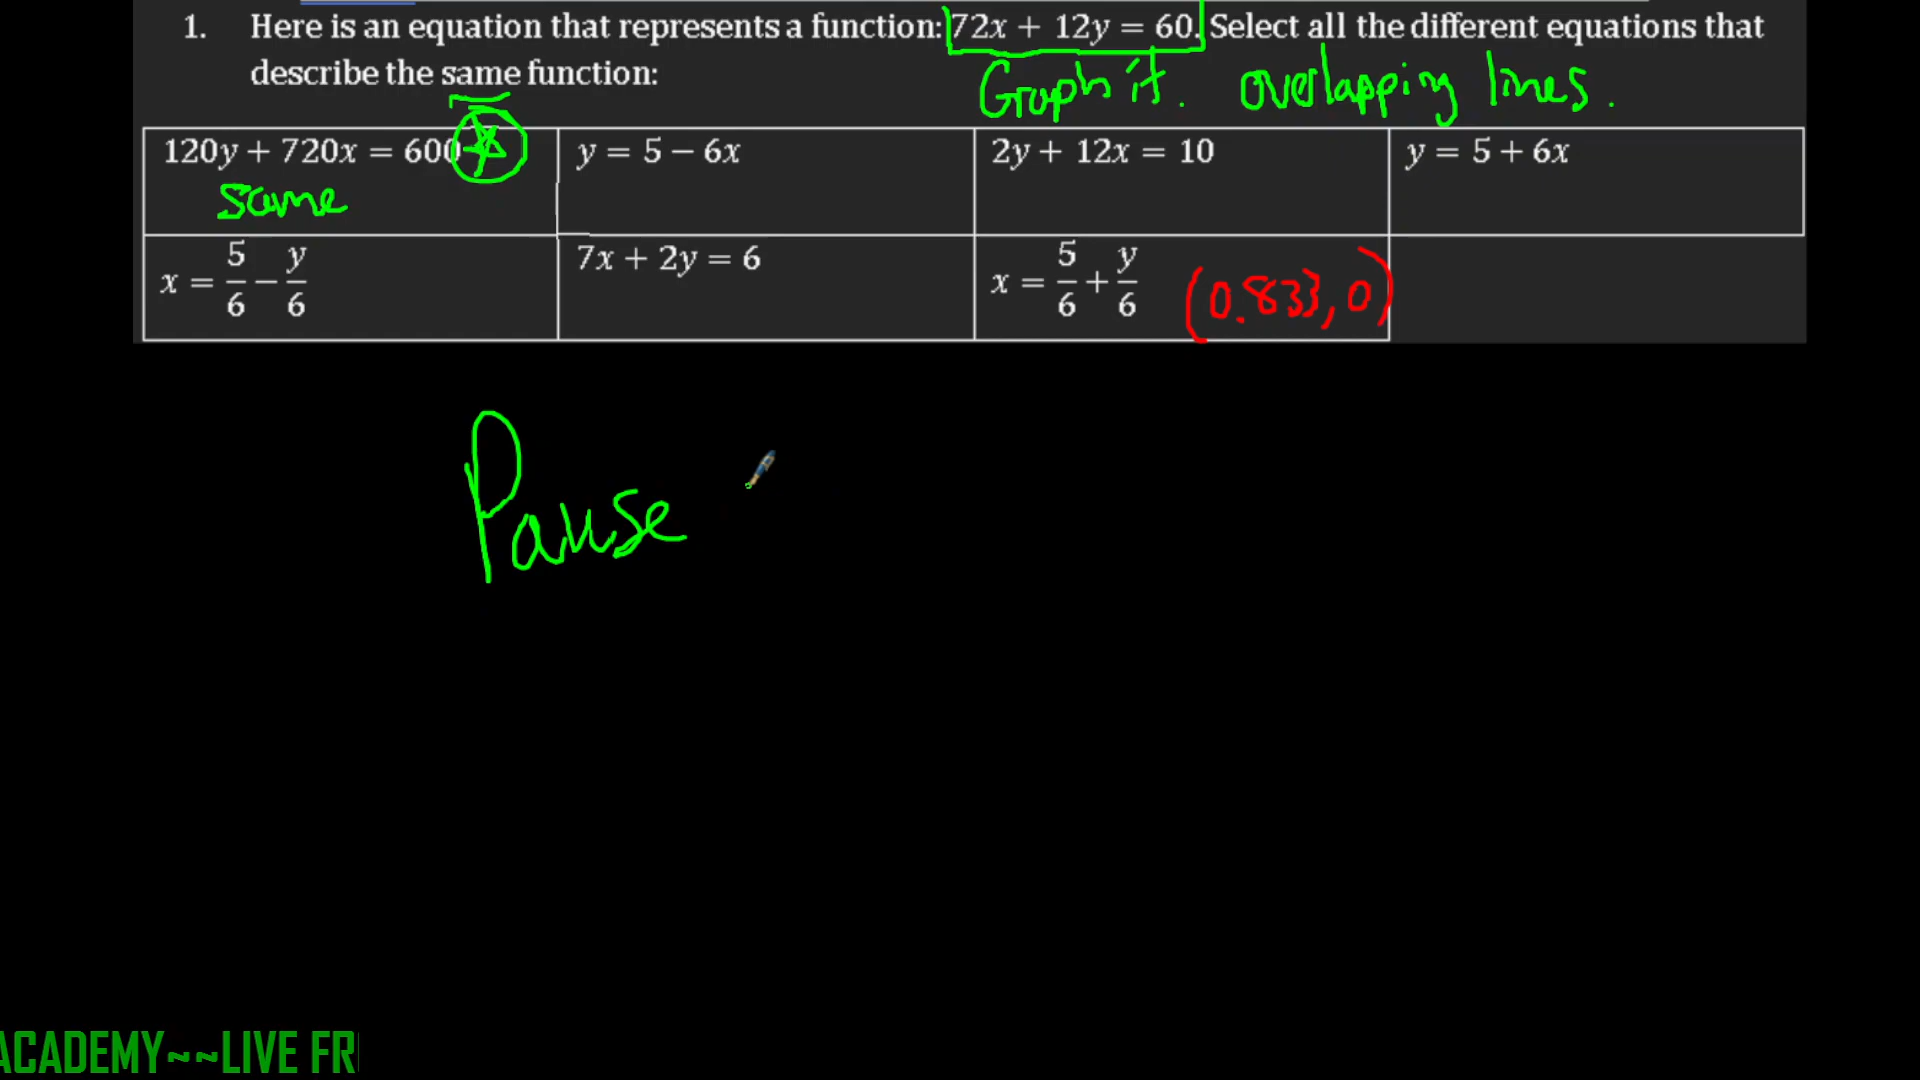 1. Here is an equation that represents a function: 72x + 12y = 60. Select all the different equations that
describe the same function:
Graph it. overlapping lines.
120y + 720x = 600
y = 5 − 6x
2y + 12x = 10
y = 5 + 6x
same
x = 5/6 − y/6
7x + 2y = 6
x = 5/6 + y/6
(0.833, 0)
Pause
ACADEMY~~LIVE FR